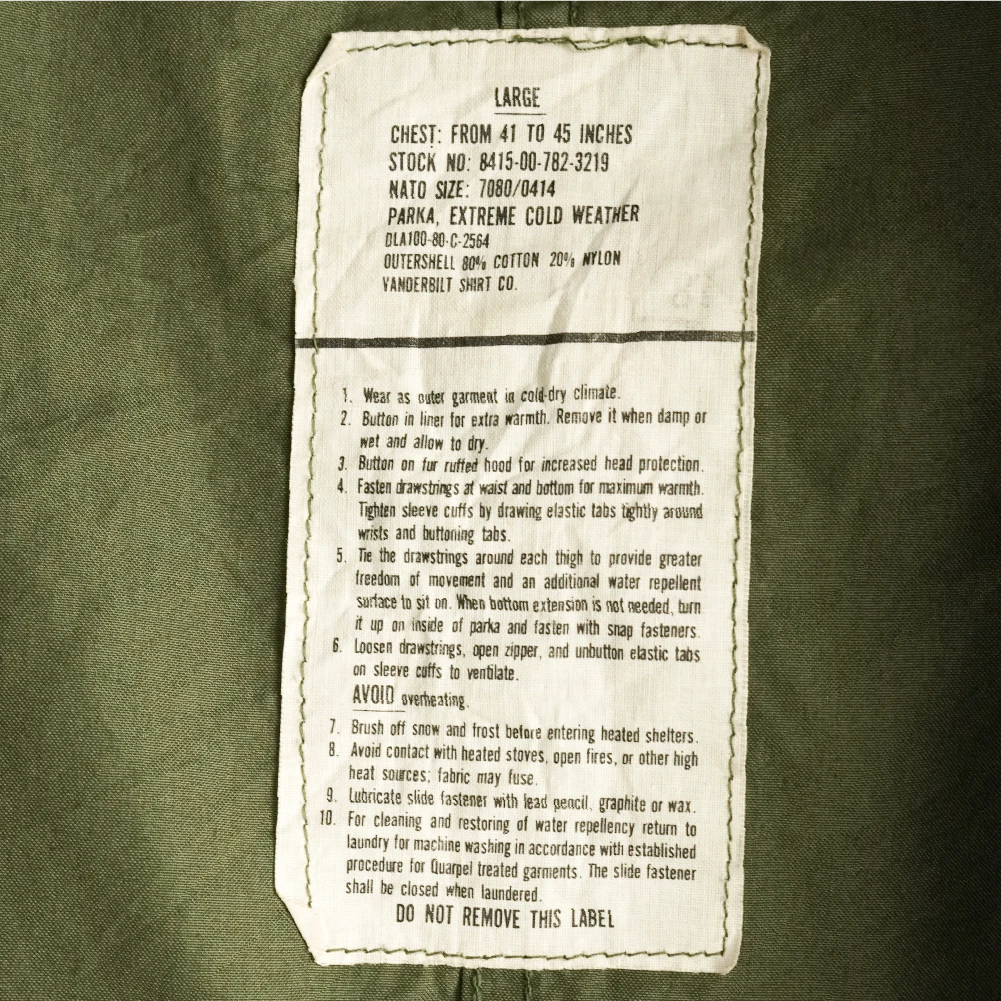 LARGE
CHEST: FROM 41 TO 45 INCHES
STOCK NO: 8415-00-782-3219
NATO SIZE: 7080/0414
PARKA, EXTREME COLD WEATHER
DLA100-80-C-2564
OUTERSHELL 80% COTTON 20% NYLON
VANDERBILT SHIRT CO.
1. Wear as outer garment in cold-dry climate.
2. Button in liner for extra warmth. Remove it when damp or
wet and allow to dry.
3. Button on fur ruffed hood for increased head protection.
4. Fasten drawstrings at waist and bottom for maximum warmth.
Tighten sleeve cuffs by drawing elastic tabs tightly around
wrists and buttoning tabs.
5. Tie the drawstrings around each thigh to provide greater
freedom of movement and an additional water repellent
surface to sit on. When bottom extension is not needed, turn
it up on inside of parka and fasten with snap fasteners.
6. Loosen drawstrings, open zipper, and unbutton elastic tabs
on sleeve cuffs to ventilate.
AVOID overheating.
7. Brush off snow and frost before entering heated shelters.
8. Avoid contact with heated stoves, open fires, or other high
heat sources; fabric may fuse.
9. Lubricate slide fastener with lead pencil, graphite or wax.
10. For cleaning and restoring of water repellency return to
laundry for machine washing in accordance with established
procedure for Quarpel treated garments. The slide fastener
shall be closed when laundered.
DO NOT REMOVE THIS LABEL